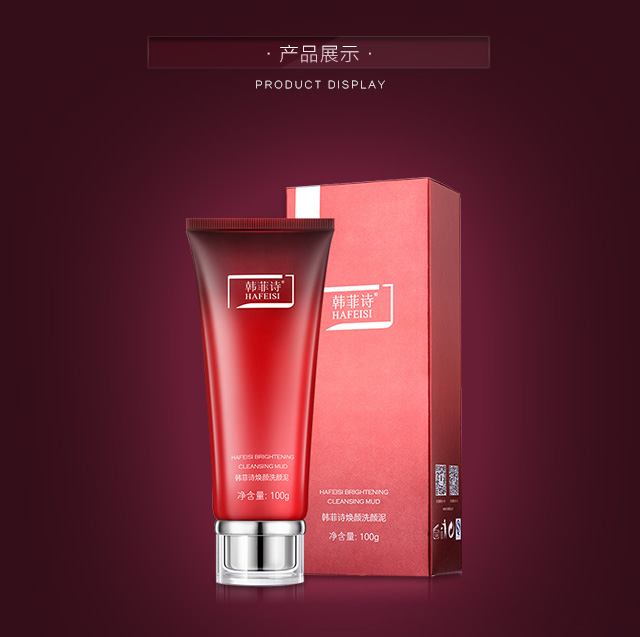 · 产品展示 ·
PRODUCT DISPLAY
韩菲诗®
HAFEISI
HAFEISI BRIGHTENING
CLEANSING MUD
韩菲诗焕颜洗颜泥
净含量: 100g
韩菲诗®
HAFEISI
HAFEISI BRIGHTENING
CLEANSING MUD
韩菲诗焕颜洗颜泥
净含量: 100g